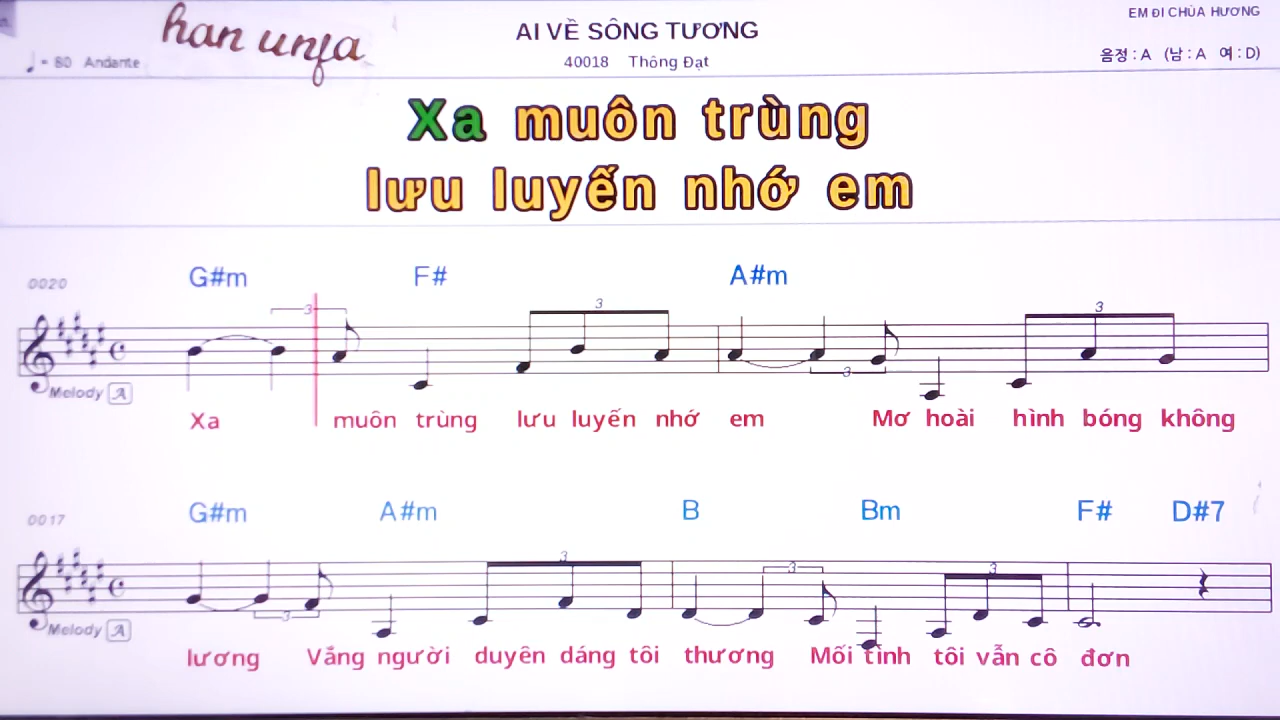 EM ĐI CHÙA HƯƠNG
han unfa
AI VỀ SÔNG TƯƠNG
♩ = 80 Andante
40018 Thông Đạt
음정 : A (남 : A 여 : D)
Xa muôn trùng
lưu luyến nhớ em
0020
G#m F# A#m
3 3 3 3
Melody A
Xa muôn trùng lưu luyến nhớ em Mơ hoài hình bóng không
0017
G#m A#m B Bm F# D#7
3 3 3 3
Melody A
lương Vắng người duyên dáng tôi thương Mối tình tôi vẫn cô đơn